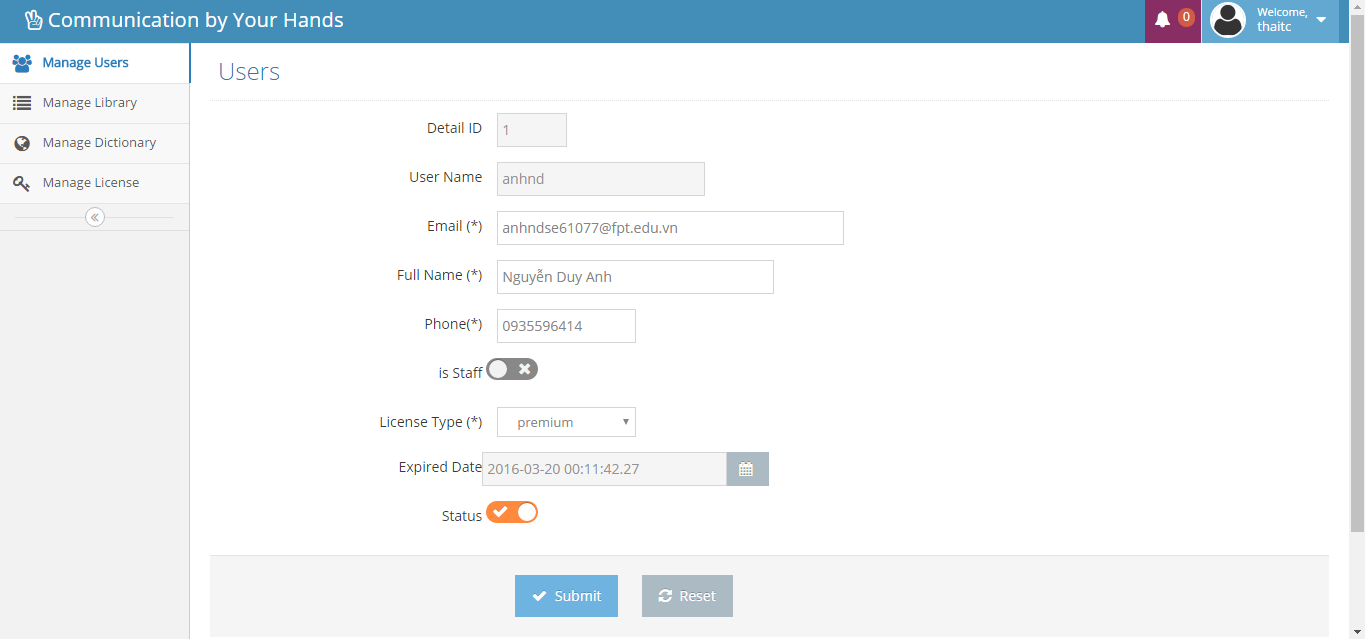 Communication by Your Hands
0
Welcome,
thaitc
Manage Users
Manage Library
Manage Dictionary
Manage License
Users
Detail ID 1
User Name anhnd
Email (*) anhndse61077@fpt.edu.vn
Full Name (*) Nguyễn Duy Anh
Phone(*) 0935596414
is Staff
License Type (*) premium
Expired Date 2016-03-20 00:11:42.27
Status
Submit Reset